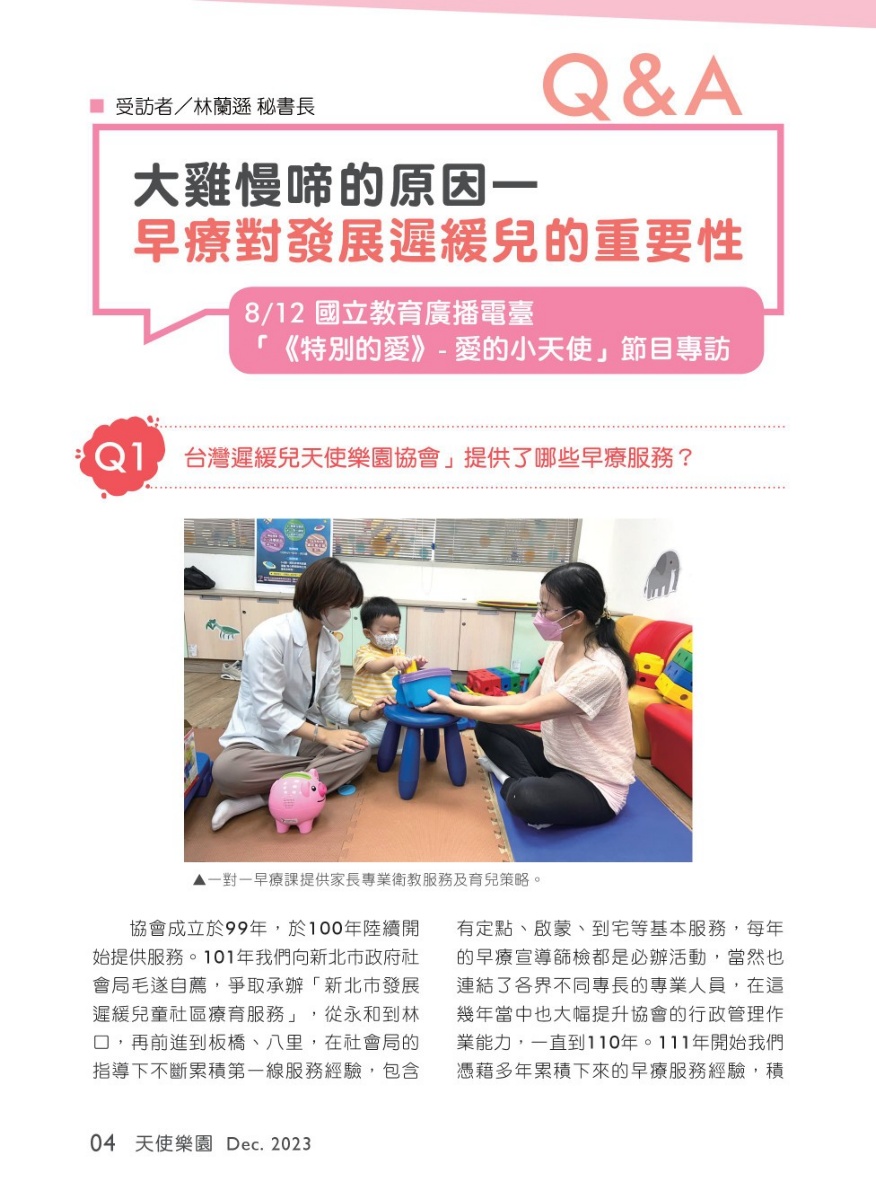 Q&A
受訪者／林蘭遜 秘書長
大雞慢啼的原因—
早療對發展遲緩兒的重要性
8/12 國立教育廣播電臺
「《特別的愛》- 愛的小天使」節目專訪
Q1
台灣遲緩兒天使樂園協會」提供了哪些早療服務？
▲一對一早療課提供家長專業衛教服務及育兒策略。
協會成立於99年，於100年陸續開
始提供服務。101年我們向新北市政府社
會局毛遂自薦，爭取承辦「新北市發展
遲緩兒童社區療育服務」，從永和到林
口，再前進到板橋、八里，在社會局的
指導下不斷累積第一線服務經驗，包含
有定點、啟蒙、到宅等基本服務，每年
的早療宣導篩檢都是必辦活動，當然也
連結了各界不同專長的專業人員，在這
幾年當中也大幅提升協會的行政管理作
業能力，一直到110年。111年開始我們
憑藉多年累積下來的早療服務經驗，積
04 天使樂園 Dec. 2023